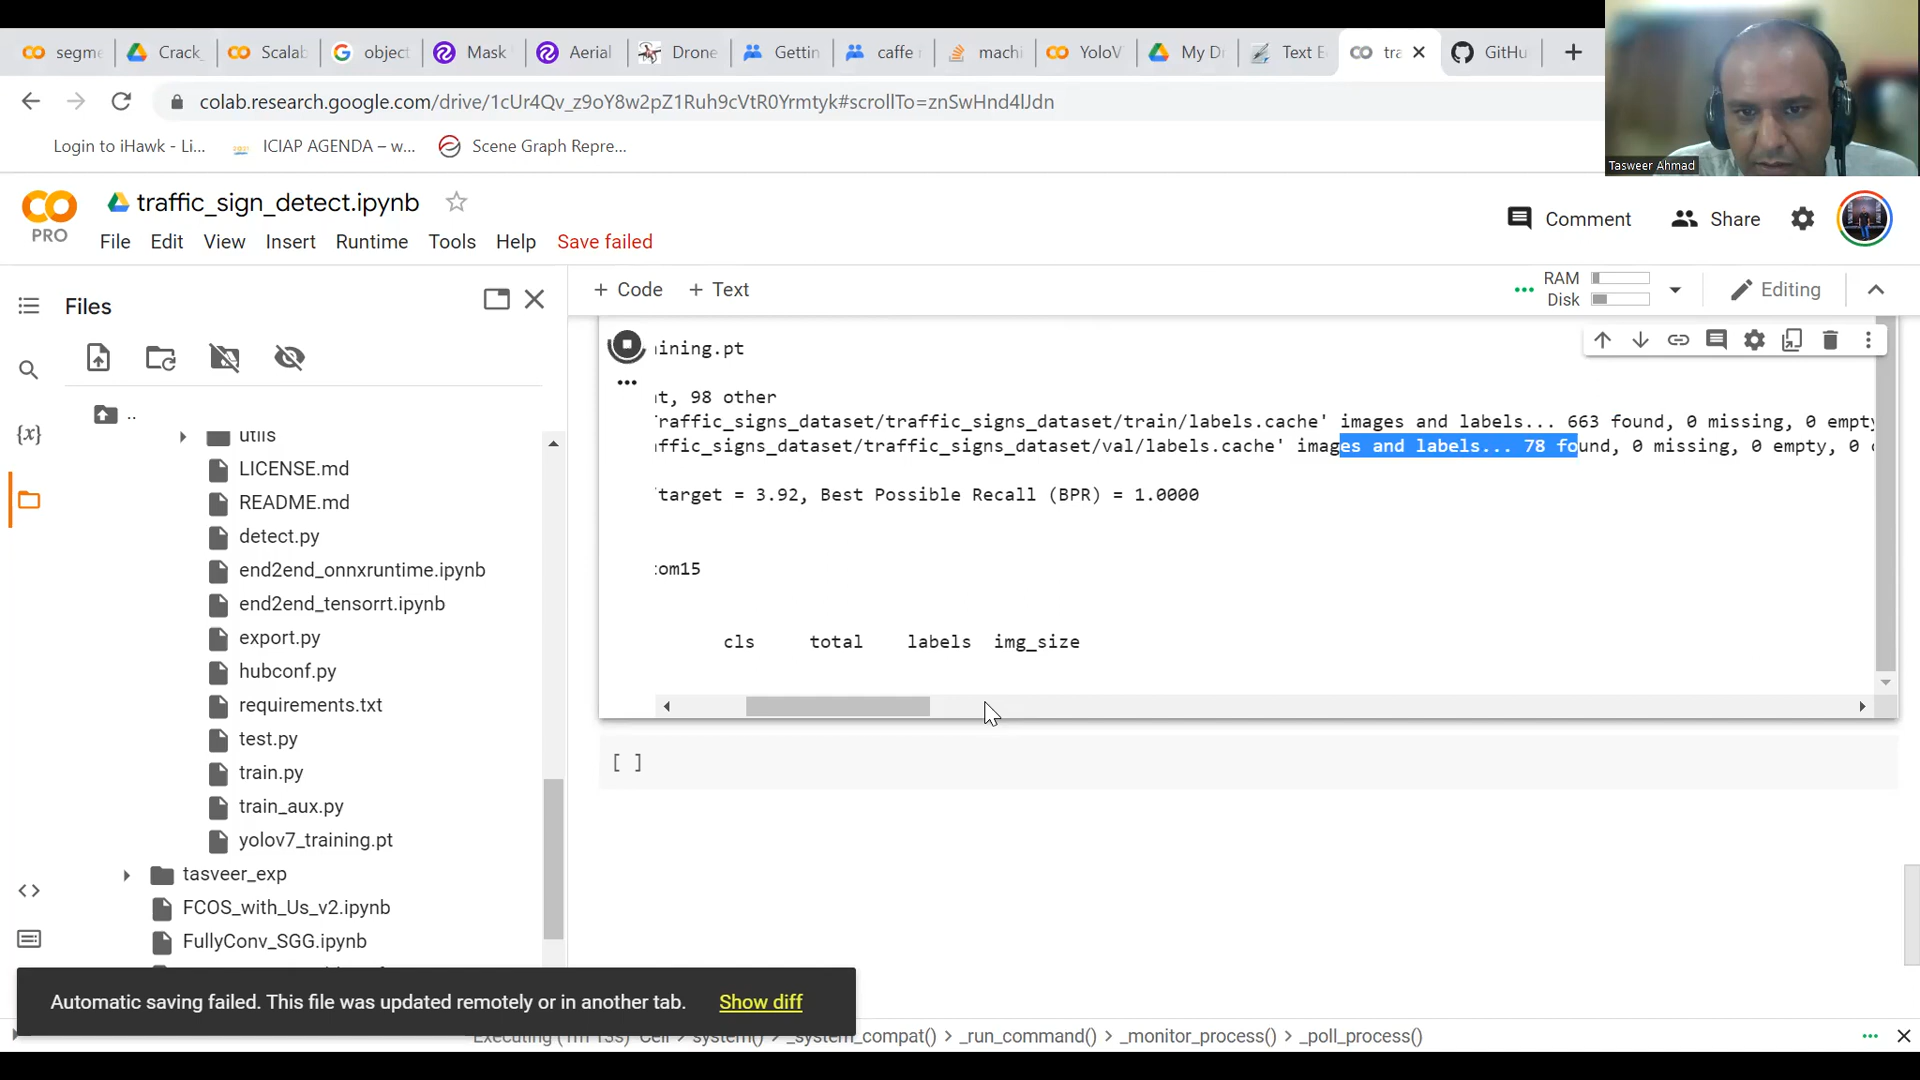 segme
Crack_
Scalab
object
Mask
Aerial
Drone
Gettin
caffe
machi
YoloV
My Dr
Text E
tra
GitHu
colab.research.google.com/drive/1cUr4Qv_z9oY8w2pZ1Ruh9cVtR0Yrmtyk#scrollTo=znSwHnd4lJdn
Login to iHawk - Li...
ICIAP AGENDA – w...
Scene Graph Repre...
Tasweer Ahmad
CO PRO
traffic_sign_detect.ipynb
File Edit View Insert Runtime Tools Help Save failed
Comment
Share
Files
+ Code + Text
RAM
Disk
Editing
..
utils
LICENSE.md
README.md
detect.py
end2end_onnxruntime.ipynb
end2end_tensorrt.ipynb
export.py
hubconf.py
requirements.txt
test.py
train.py
train_aux.py
yolov7_training.pt
tasveer_exp
FCOS_with_Us_v2.ipynb
FullyConv_SGG.ipynb
{x}
ining.pt
t, 98 other
raffic_signs_dataset/traffic_signs_dataset/train/labels.cache' images and labels... 663 found, 0 missing, 0 empty
ffic_signs_dataset/traffic_signs_dataset/val/labels.cache' images and labels... 78 found, 0 missing, 0 empty, 0
target = 3.92, Best Possible Recall (BPR) = 1.0000
om15
cls total labels img_size
[ ]
Automatic saving failed. This file was updated remotely or in another tab. Show diff
Executing (1m 13s) Cell > system() > _system_compat() > _run_command() > _monitor_process() > _poll_process()